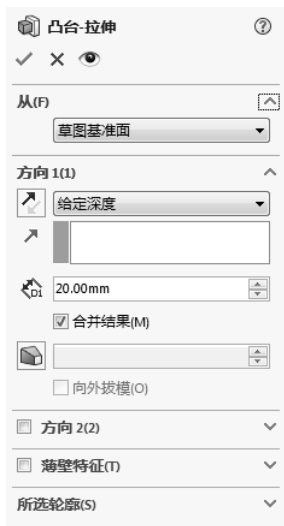 凸台-拉伸
从(F)
草图基准面
方向1(1)
给定深度
D1
20.00mm
合并结果(M)
向外拔模(O)
方向2(2)
薄壁特征(T)
所选轮廓(S)